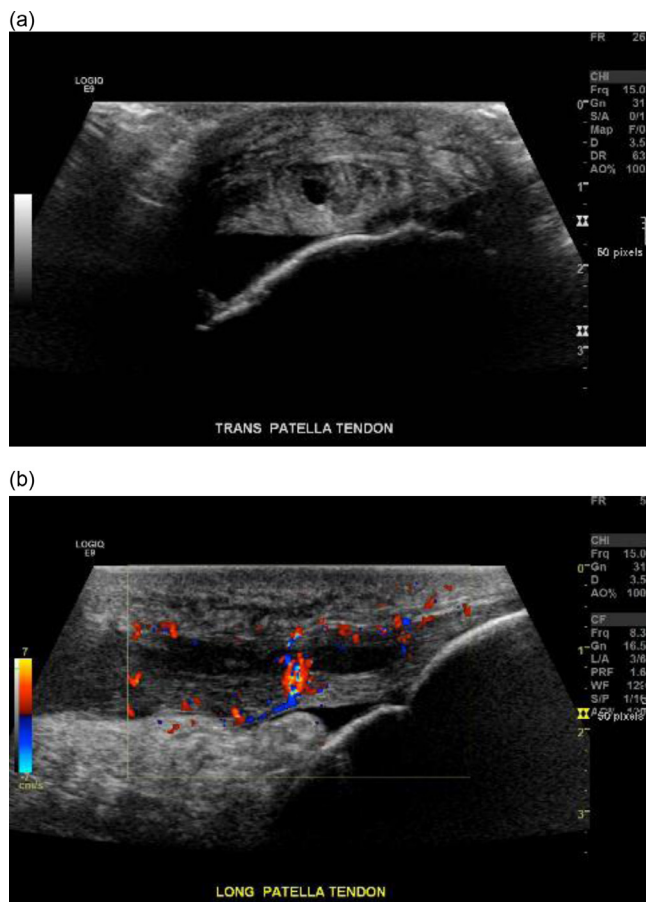 (a)
FR 26
LOGIQ
E9
CHI
Frq 15.0
Gn 31
S/A 0/1
Map F/0
D 3.5
DR 63
AO% 100
0
1
2
3
50 pixels
TRANS PATELLA TENDON
(b)
FR 5
LOGIQ
E9
CHI
Frq 15.0
Gn 31
D 3.5
AO% 100
CF
Frq 8.3
Gn 16.5
L/A 3/6
PRF 1.6
WF 129
S/P 1/16
50 pixels
7
cm/s
0
1
2
3
LONG PATELLA TENDON